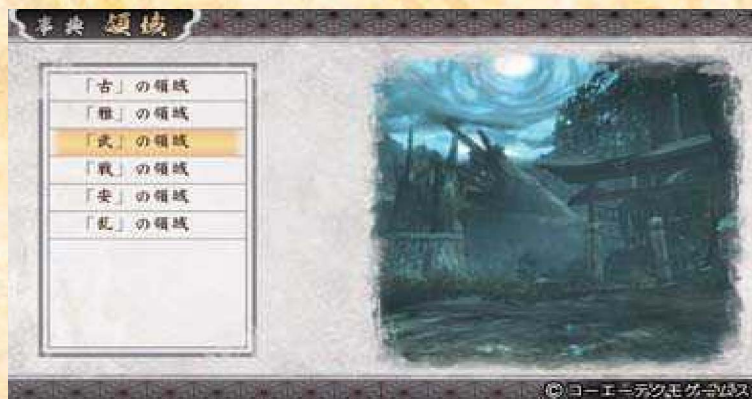 事典 領域
「古」の領域
「雅」の領域
「武」の領域
「戦」の領域
「安」の領域
「乱」の領域
© コーエーテクモゲームス